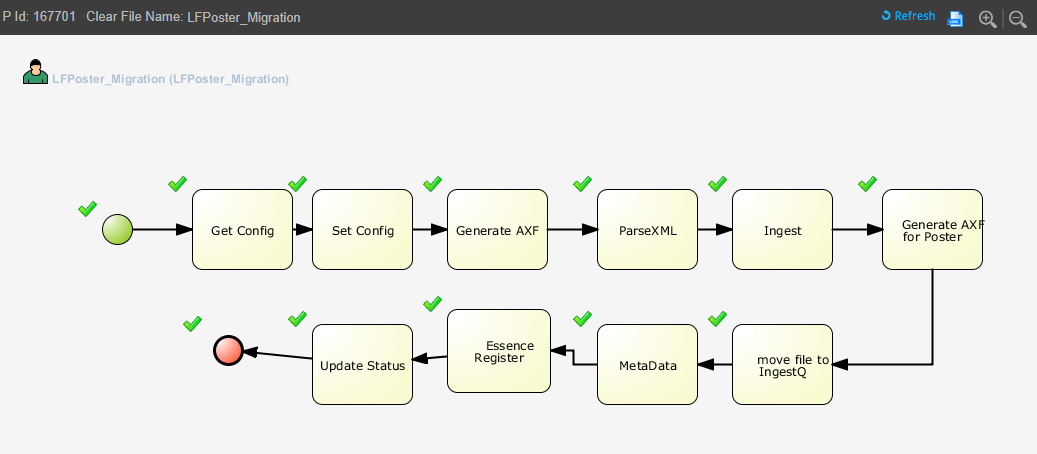 P Id: 167701 Clear File Name: LFPoster_Migration
Refresh
LFPoster_Migration (LFPoster_Migration)
Get Config
Set Config
Generate AXF
ParseXML
Ingest
Generate AXF
for Poster
Update Status
Essence
Register
MetaData
move file to
IngestQ